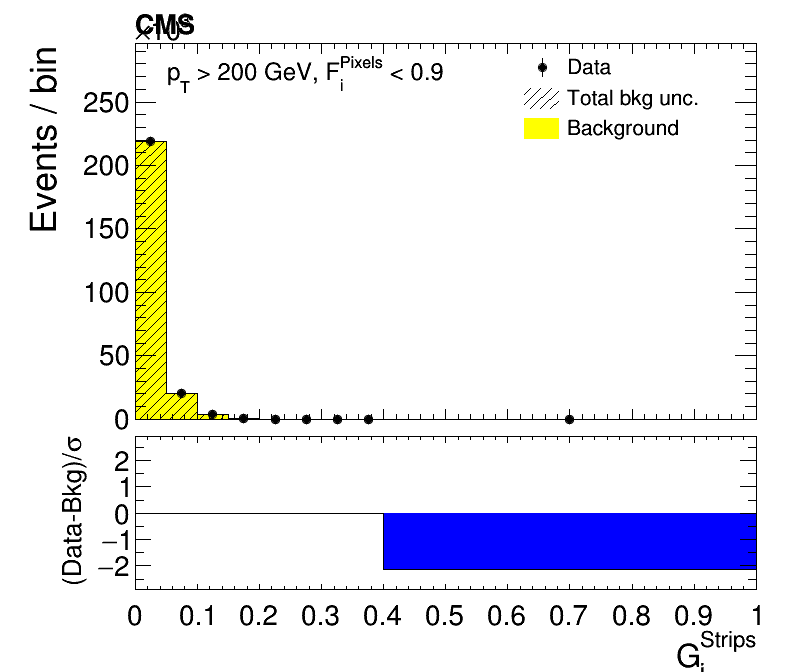 CMS
Events / bin
p_T > 200 GeV, F_i^Pixels < 0.9
Data
Total bkg unc.
Background
250
200
150
100
50
0
(Data-Bkg)/σ
2
1
0
−1
−2
0 0.1 0.2 0.3 0.4 0.5 0.6 0.7 0.8 0.9 1
G_i^Strips